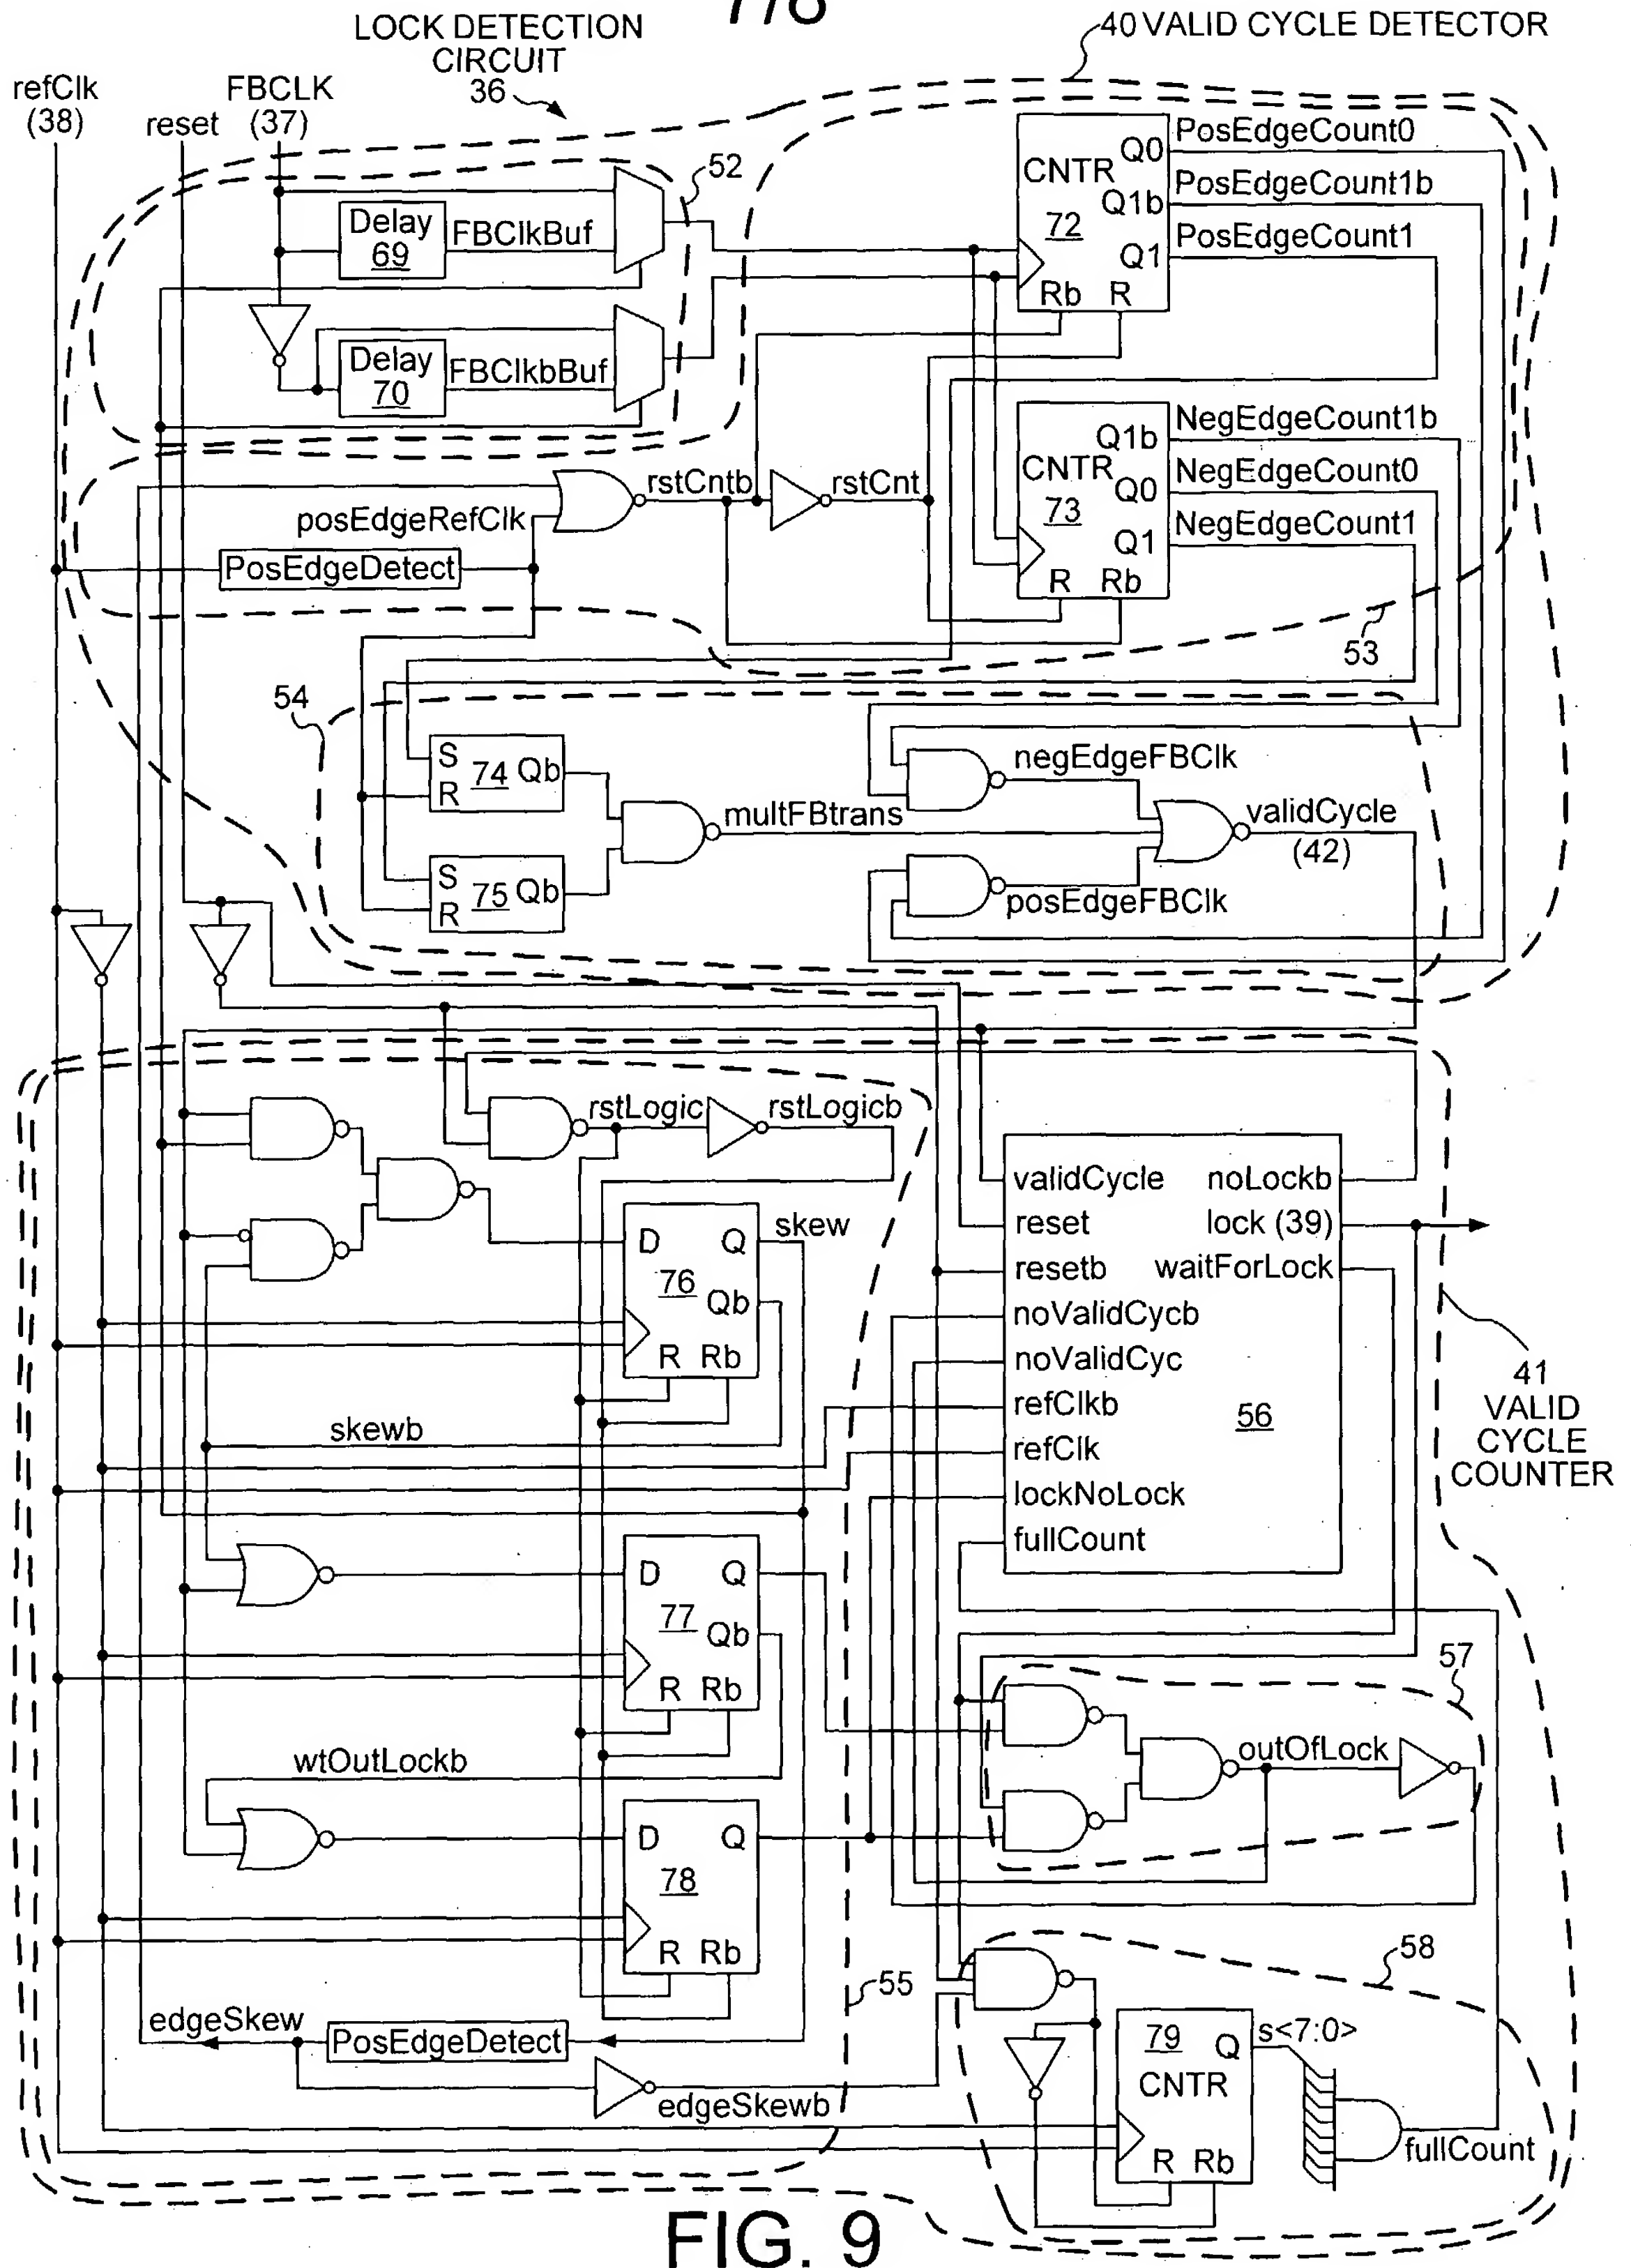 7/8
LOCK DETECTION
CIRCUIT
36
40 VALID CYCLE DETECTOR
refClk
(38)
reset
FBCLK
(37)
52
Delay
69
FBClkBuf
Delay
70
FBClkbBuf
CNTR
72
Q0
Q1b
Q1
Rb
R
PosEdgeCount0
PosEdgeCount1b
PosEdgeCount1
CNTR
73
Q1b
Q0
Q1
R
Rb
NegEdgeCount1b
NegEdgeCount0
NegEdgeCount1
rstCntb
rstCnt
posEdgeRefClk
PosEdgeDetect
53
54
S
R
74
Qb
S
R
75
Qb
multFBtrans
negEdgeFBClk
posEdgeFBClk
validCycle
(42)
rstLogic
rstLogicb
D
Q
76
Qb
R
Rb
skew
skewb
validCycle
reset
resetb
noValidCycb
noValidCyc
refClkb
refClk
lockNoLock
fullCount
noLockb
lock (39)
waitForLock
56
41
VALID
CYCLE
COUNTER
D
Q
77
Qb
R
Rb
wtOutLockb
D
Q
78
R
Rb
57
outOfLock
55
58
edgeSkew
PosEdgeDetect
edgeSkewb
79
Q
CNTR
R
Rb
s<7:0>
fullCount
FIG. 9